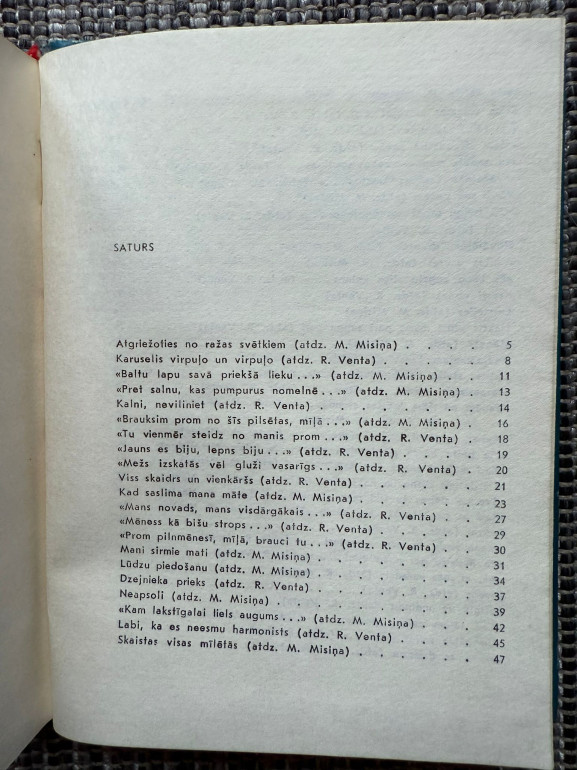 SATURS
Atgriežoties no ražas svētkiem (atdz. M. Misiņa) . . . . 5
Karuselis virpuļo un virpuļo (atdz. R. Venta) . . . . . 8
«Baltu lapu savā priekšā lieku...» (atdz. M. Misiņa) . . 11
«Pret salnu, kas pumpurus nomelnē...» (atdz. M. Misiņa) . 13
Kalni, neviliniet (atdz. R. Venta) . . . . . . . 14
«Brauksim prom no šīs pilsētas, mīļā...» (atdz. M. Misiņa) . 16
«Tu vienmēr steidz no manis prom...» (atdz. R. Venta) . . 18
«Jauns es biju, lepns biju...» (atdz. R. Venta) . . . . 19
«Mežs izskatās vēl gluži vasarīgs...» (atdz. R. Venta) . . 20
Viss skaidrs un vienkāršs (atdz. R. Venta) . . . . . 21
Kad saslima mana māte (atdz. M. Misiņa) . . . . . 23
«Mans novads, mans visdārgākais...» (atdz. R. Venta) . . 27
«Mēness kā bišu strops...» (atdz. R. Venta) . . . . . 29
«Prom pilnmēnesī, mīļā, brauci tu...» (atdz. R. Venta) . . 30
Mani sirmie mati (atdz. M. Misiņa) . . . . . . . 31
Lūdzu piedošanu (atdz. M. Misiņa) . . . . . . . 34
Dzejnieka prieks (atdz. R. Venta) . . . . . . . 37
Neapsoli (atdz. M. Misiņa) . . . . . . . . . 39
«Kam lakstīgalai liels augums...» (atdz. M. Misiņa) . . . 42
Labi, ka es neesmu harmonists (atdz. R. Venta) . . . . 45
Skaistas visas mīlētās (atdz. M. Misiņa) . . . . . . 47